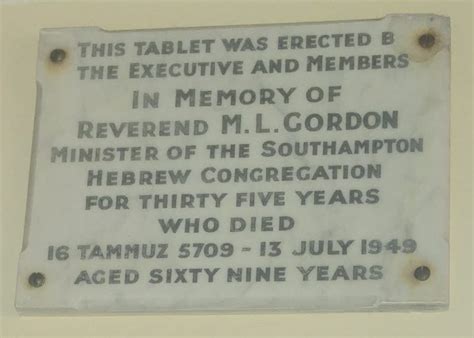 THIS TABLET WAS ERECTED B
THE EXECUTIVE AND MEMBERS
IN MEMORY OF
REVEREND M.L.GORDON
MINISTER OF THE SOUTHAMPTON
HEBREW CONGREGATION
FOR THIRTY FIVE YEARS
WHO DIED
16 TAMMUZ 5709 - 13 JULY 1949
AGED SIXTY NINE YEARS